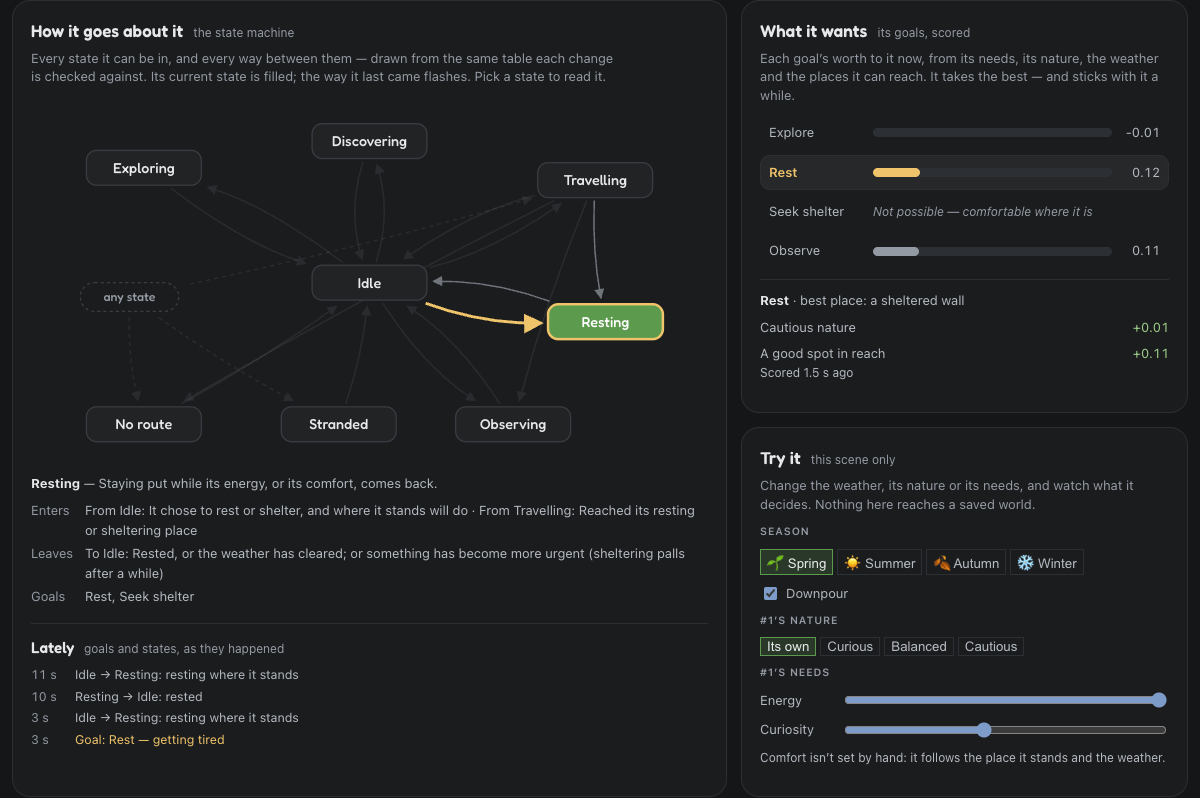 How it goes about it the state machine
Every state it can be in, and every way between them — drawn from the same table each change
is checked against. Its current state is filled; the way it last came flashes. Pick a state to read it.
Discovering
Exploring
Travelling
Idle
any state
Resting
No route
Stranded
Observing
Resting — Staying put while its energy, or its comfort, comes back.
Enters From Idle: It chose to rest or shelter, and where it stands will do · From Travelling: Reached its resting
or sheltering place
Leaves To Idle: Rested, or the weather has cleared; or something has become more urgent (sheltering palls
after a while)
Goals Rest, Seek shelter
Lately goals and states, as they happened
11 s Idle → Resting: resting where it stands
10 s Resting → Idle: rested
3 s Idle → Resting: resting where it stands
3 s Goal: Rest — getting tired
What it wants its goals, scored
Each goal's worth to it now, from its needs, its nature, the weather
and the places it can reach. It takes the best — and sticks with it a
while.
Explore -0.01
Rest 0.12
Seek shelter Not possible — comfortable where it is
Observe 0.11
Rest · best place: a sheltered wall
Cautious nature +0.01
A good spot in reach +0.11
Scored 1.5 s ago
Try it this scene only
Change the weather, its nature or its needs, and watch what it
decides. Nothing here reaches a saved world.
SEASON
🌱 Spring ☀️ Summer 🍂 Autumn ❄️ Winter
Downpour
#1'S NATURE
Its own Curious Balanced Cautious
#1'S NEEDS
Energy
Curiosity
Comfort isn't set by hand: it follows the place it stands and the weather.